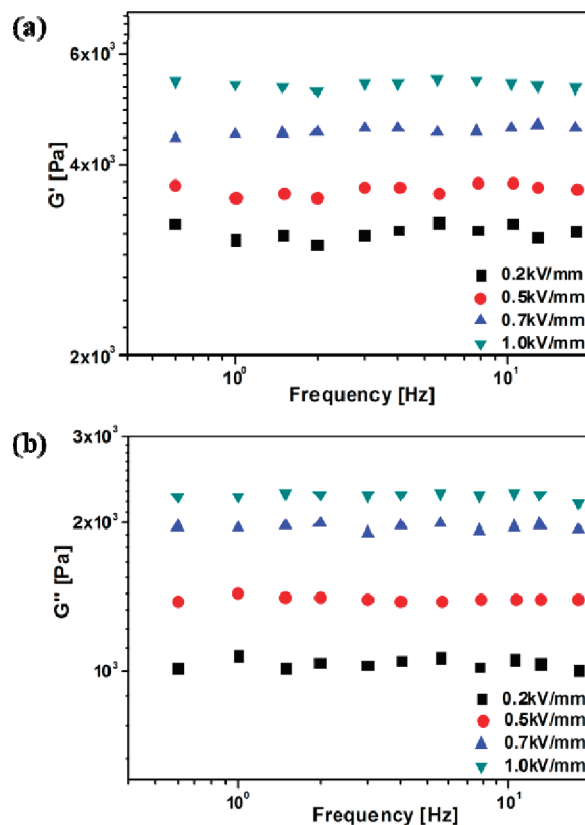 (a)
6x10³
4x10³
2x10³
G' [Pa]
0.2kV/mm
0.5kV/mm
0.7kV/mm
1.0kV/mm
10⁰
10¹
Frequency [Hz]
(b)
3x10³
2x10³
10³
G'' [Pa]
0.2kV/mm
0.5kV/mm
0.7kV/mm
1.0kV/mm
10⁰
10¹
Frequency [Hz]